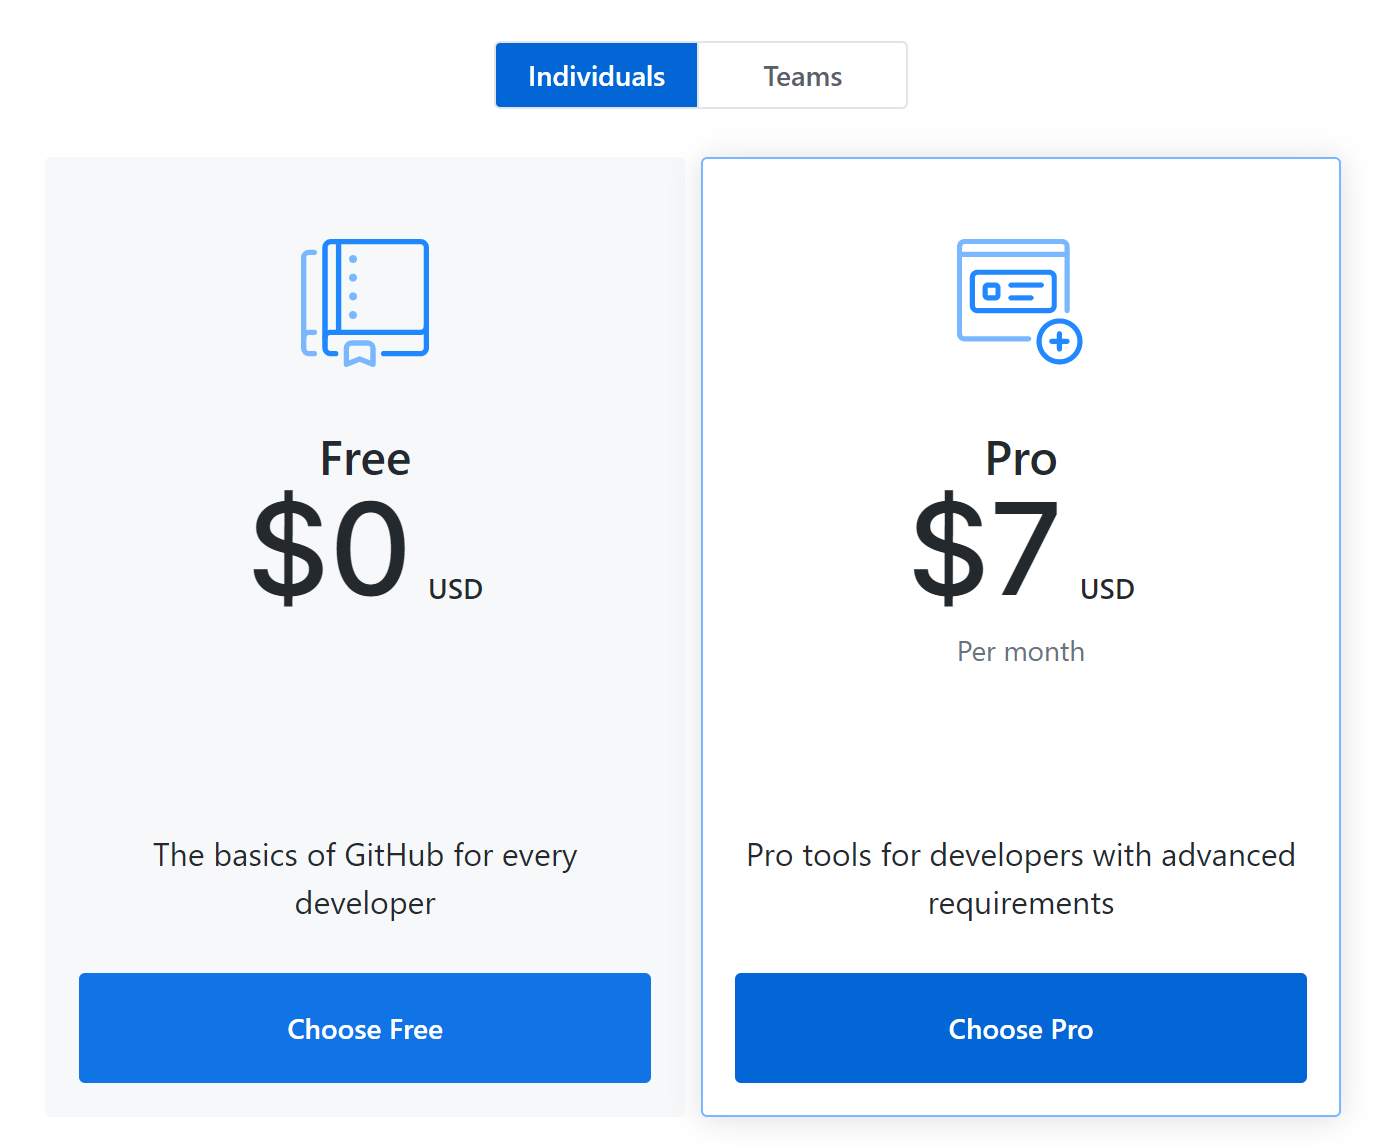 Individuals
Teams
Free
$0 USD
The basics of GitHub for every
developer
Choose Free
Pro
$7 USD
Per month
Pro tools for developers with advanced
requirements
Choose Pro